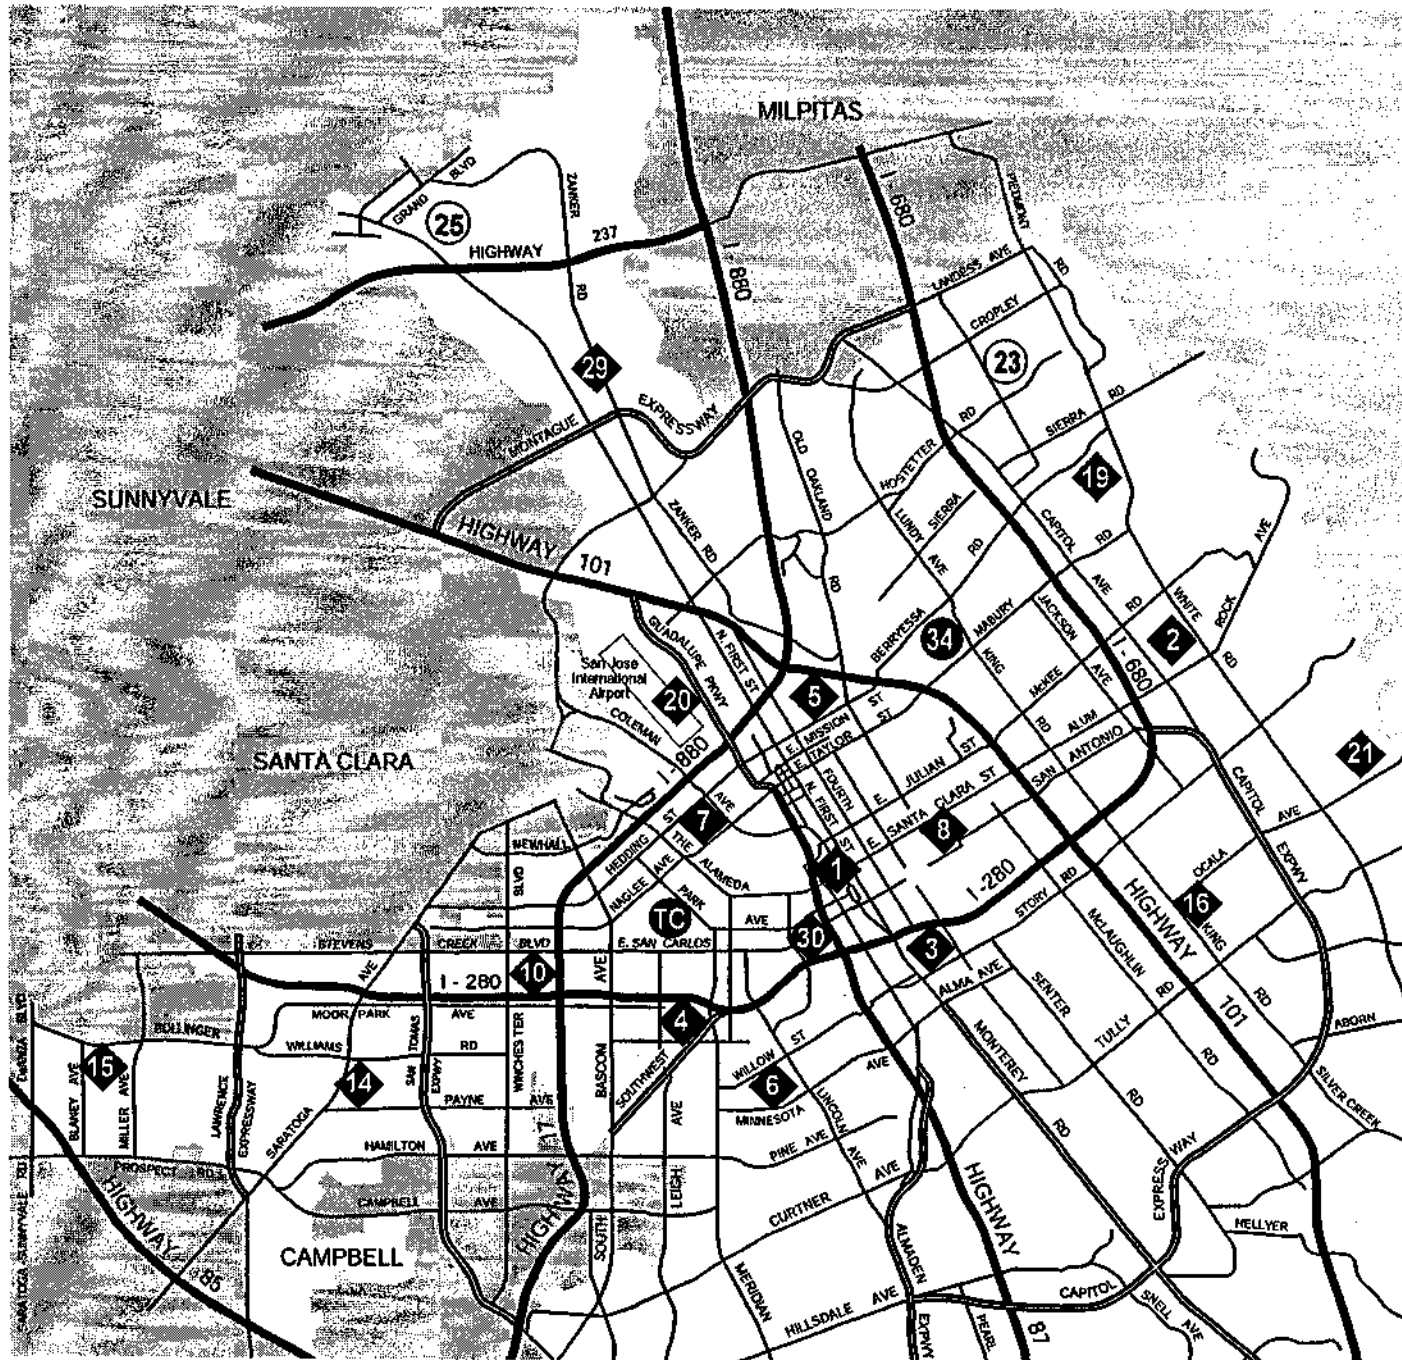 MILPITAS
GRAND BLVD
ZANKER
RD
25
HIGHWAY 237
I - 880
I - 680
PIEDMONT
RD
LANDESS AVE
CROPLEY
23
29
MONTAGUE EXPRESSWAY
OLD OAKLAND RD
HOSTETTER RD
SIERRA RD
19
SUNNYVALE
HIGHWAY 101
ZANKER RD
LUNDY AVE
SIERRA RD
CAPITOL AVE
RD
WHITE RD
ROCK AVE
BERRYESSA
34
MABURY RD
JACKSON AVE
2
I - 680
KING RD
McKEE
ALUM
SAN ANTONIO
San Jose
International
Airport
GUADALUPE PKWY
N. FIRST ST
20
5
COLEMAN AVE
E. MISSION ST
E. TAYLOR ST
SANTA CLARA
I - 880
FOURTH ST
N. FIRST
E. JULIAN ST
E. SANTA CLARA ST
8
21
CAPITOL EXPWY
AVE
OCALA
7
NEWHALL
HEDDING ST
THE ALAMEDA
NAGLEE AVE
PARK AVE
1
I -280
STORY RD
McLAUGHLIN
HIGHWAY
101
16
KING
RD
TC
30
3
STEVENS CREEK BLVD
E. SAN CARLOS
10
I - 280
ALMA AVE
SENTER
RD
TULLY RD
MOOR PARK AVE
4
BOLLINGER
WILLIAMS RD
SAN TOMAS EXPWY
WINCHESTER BLVD
BASCOM AVE
SOUTHWEST
WILLOW ST
AVE
MONTEREY
RD
ABORN
SILVER CREEK
15
14
6
BLANEY AVE
MILLER AVE
LAWRENCE EXPRESSWAY
SARATOGA AVE
PAYNE AVE
MINNESOTA
LINCOLN AVE
LEIGH AVE
HAMILTON AVE
PINE AVE
PROSPECT RD
CAMPBELL AVE
CURTNER AVE
EXPRESSWAY
HELLYER
HIGHWAY 85
CAMPBELL
HIGHWAY 17
SOUTH
MERIDIAN
ALMADEN EXPWY
HIGHWAY 87
HILLSDALE AVE
CAPITOL
PEARL
SNELL AVE
DeANZA BLVD
SARATOGA SUNNYVALE RD